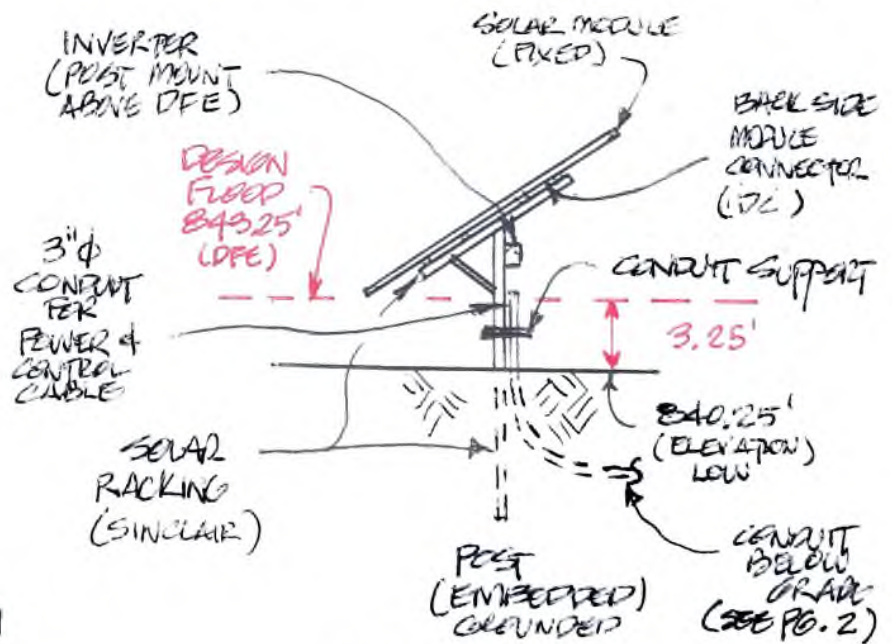 INVERTER
(POST MOUNT
ABOVE DFE)
SOLAR MODULE
(FIXED)
BACK SIDE
MODULE
CONNECTOR
(DC)
DESIGN
FLOOD
843.25'
(DFE)
3"φ
CONDUIT
FOR
POWER &
CONTROL
CABLE
CONDUIT SUPPORT
3.25'
840.25'
(ELEVATION)
LOW
SOLAR
RACKING
(SINCLAIR)
POST
(EMBEDDED)
GROUNDED
CONDUIT
BELOW
GRADE
(SEE PG. 2)